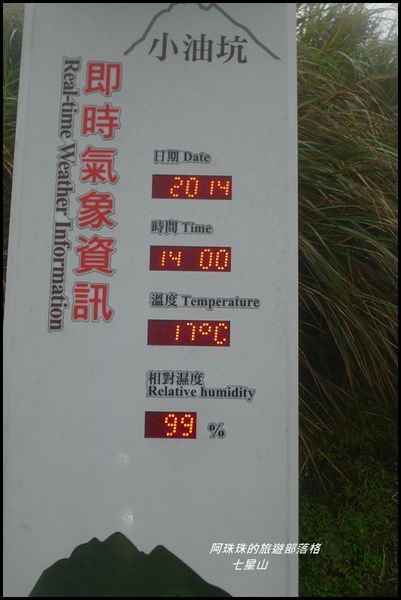 小油坑
即時氣象資訊
Real-time Weather Information
日期 Date
2014
時間 Time
14 00
溫度 Temperature
17°C
相對濕度
Relative humidity
99 %
阿珠珠的旅遊部落格
七星山